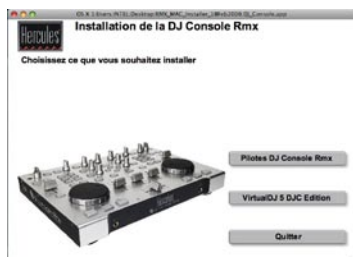 Installation de la DJ Console Rmx
Hercules
Choisissez ce que vous souhaitez installer
Pilotes DJ Console Rmx
VirtualDJ 5 DJC Edition
Quitter